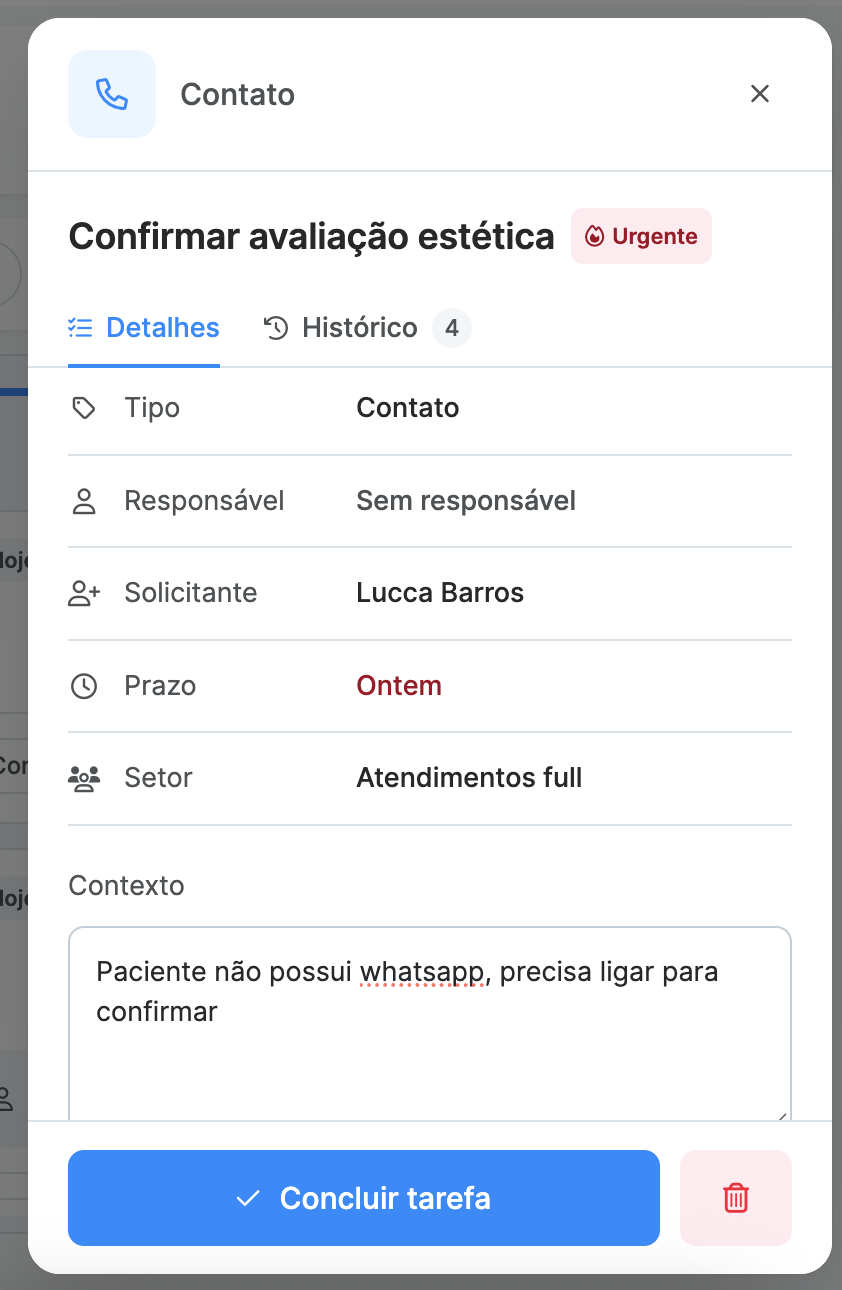 Contato
Confirmar avaliação estética
Urgente
Detalhes
Histórico 4
Tipo Contato
Responsável Sem responsável
Solicitante Lucca Barros
Prazo Ontem
Setor Atendimentos full
Contexto
Paciente não possui whatsapp, precisa ligar para
confirmar
Concluir tarefa